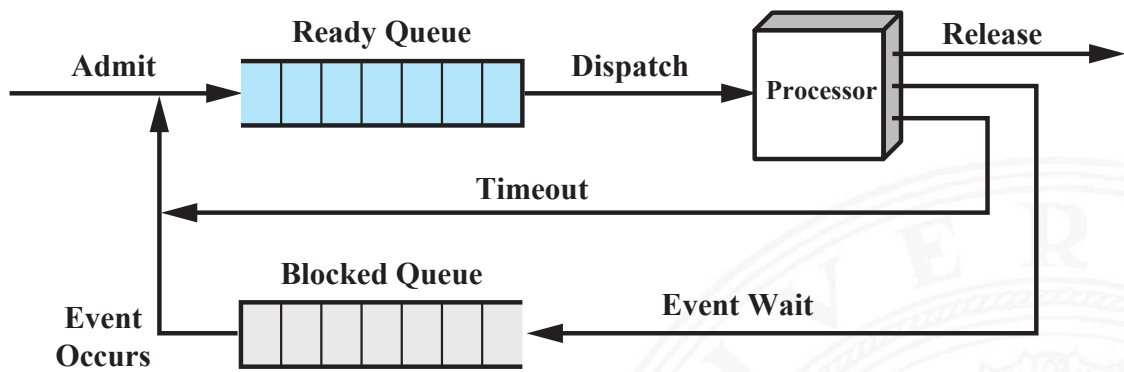 Ready Queue
Release
Admit
Dispatch
Processor
Timeout
Blocked Queue
Event Wait
Event
Occurs
V E R